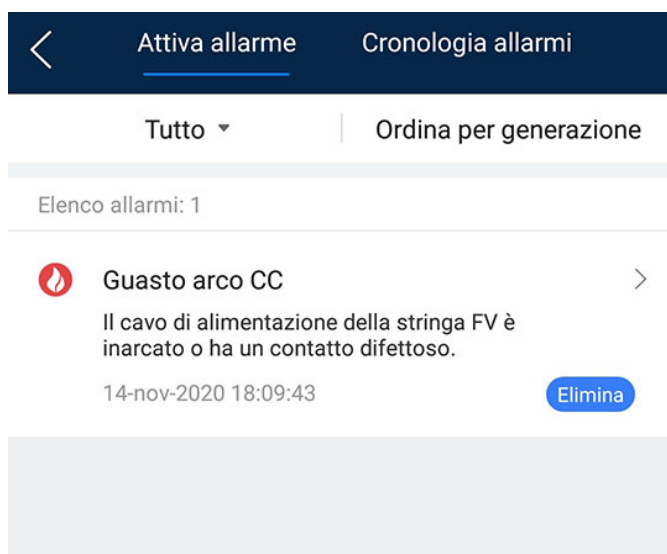 Attiva allarme
Cronologia allarmi
Tutto
Ordina per generazione
Elenco allarmi: 1
Guasto arco CC
Il cavo di alimentazione della stringa FV è
inarcato o ha un contatto difettoso.
14-nov-2020 18:09:43
Elimina